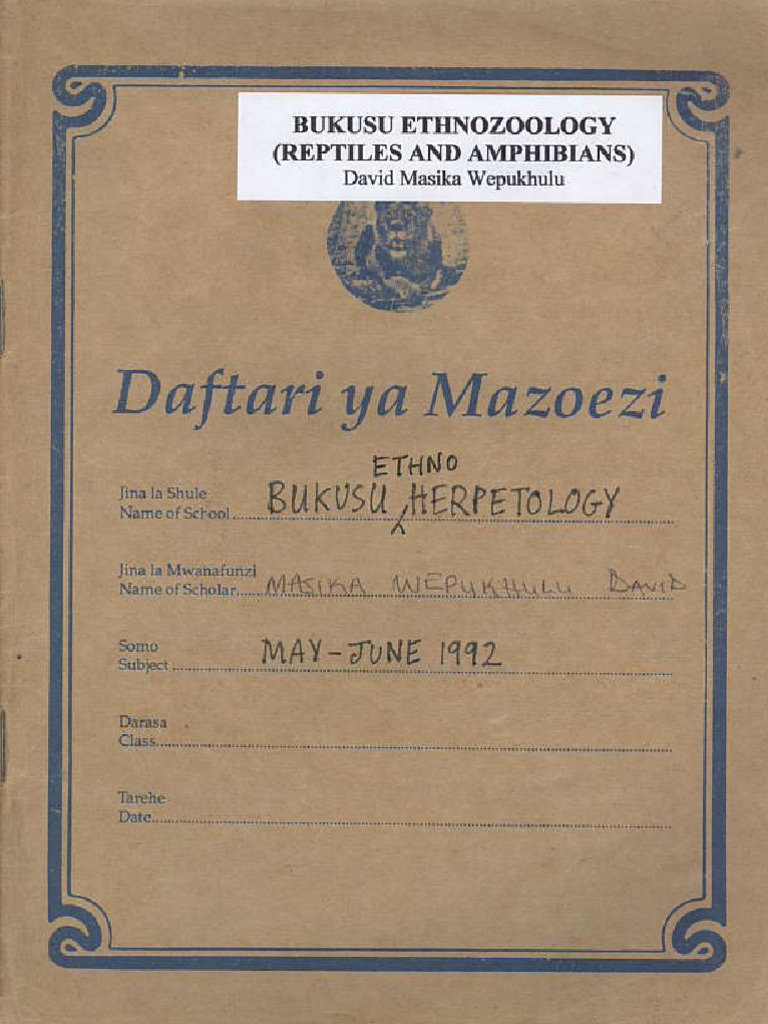 BUKUSU ETHNOZOOLOGY
(REPTILES AND AMPHIBIANS)
David Masika Wepukhulu
Daftari ya Mazoezi
ETHNO
Jina la Shule
Name of School BUKUSU HERPETOLOGY
Jina la Mwanafunzi
Name of Scholar MASIKA WEPUKHULU DAVID
Somo
Subject MAY-JUNE 1992
Darasa
Class
Tarehe
Date